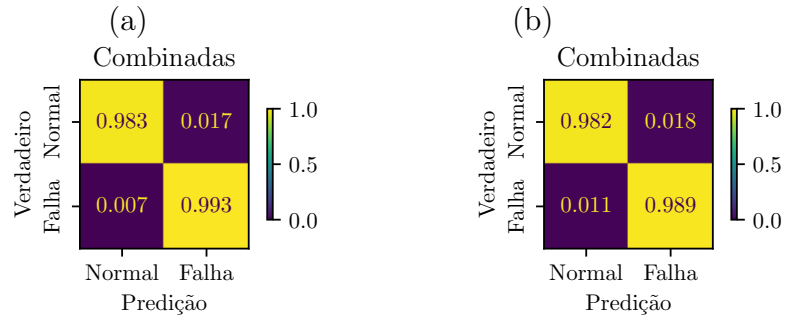 (a)
Combinadas
Verdadeiro
Normal
Falha
0.983 0.017
0.007 0.993
1.0
0.5
0.0
Normal Falha
Predição
(b)
Combinadas
Verdadeiro
Normal
Falha
0.982 0.018
0.011 0.989
1.0
0.5
0.0
Normal Falha
Predição